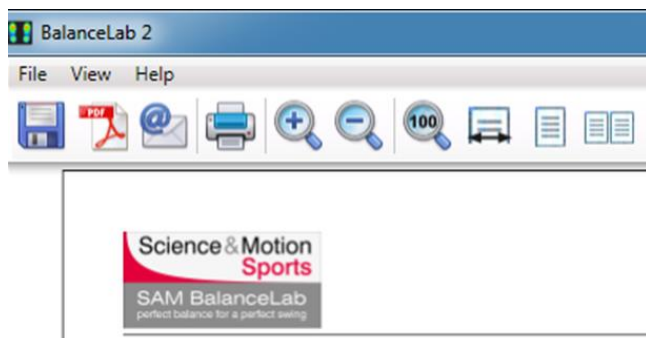 BalanceLab 2
File View Help
PDF
@
100
Science & Motion
Sports
SAM BalanceLab
perfect balance for a perfect swing